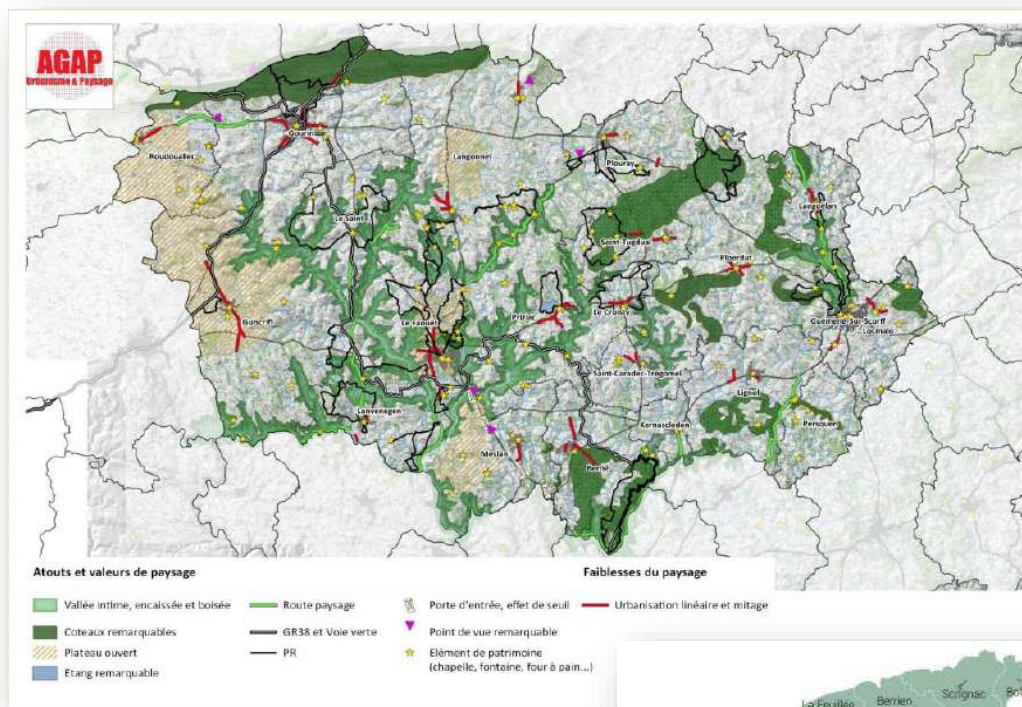 AGAP
Urbanisme & Paysage
Gourin
Roudouallec
Langonnet
Plouray
Le Saint
Langoëlan
Saint-Tugdual
Ploërdut
Guiscriff
Le Faouët
Priziac
Le Croisty
Guémené-sur-Scorff
Locmalo
Saint-Caradec-Trégomel
Lignol
Lanvénégen
Kernascléden
Persquen
Meslan
Berné
Atouts et valeurs de paysage
Faiblesses du paysage
Vallée intime, encaissée et boisée
Route paysage
Porte d'entrée, effet de seuil
Urbanisation linéaire et mitage
Coteaux remarquables
GR38 et Voie verte
Point de vue remarquable
Plateau ouvert
PR
Elément de patrimoine
(chapelle, fontaine, four à pain...)
Etang remarquable
La Feuillée
Berrien
Scrignac